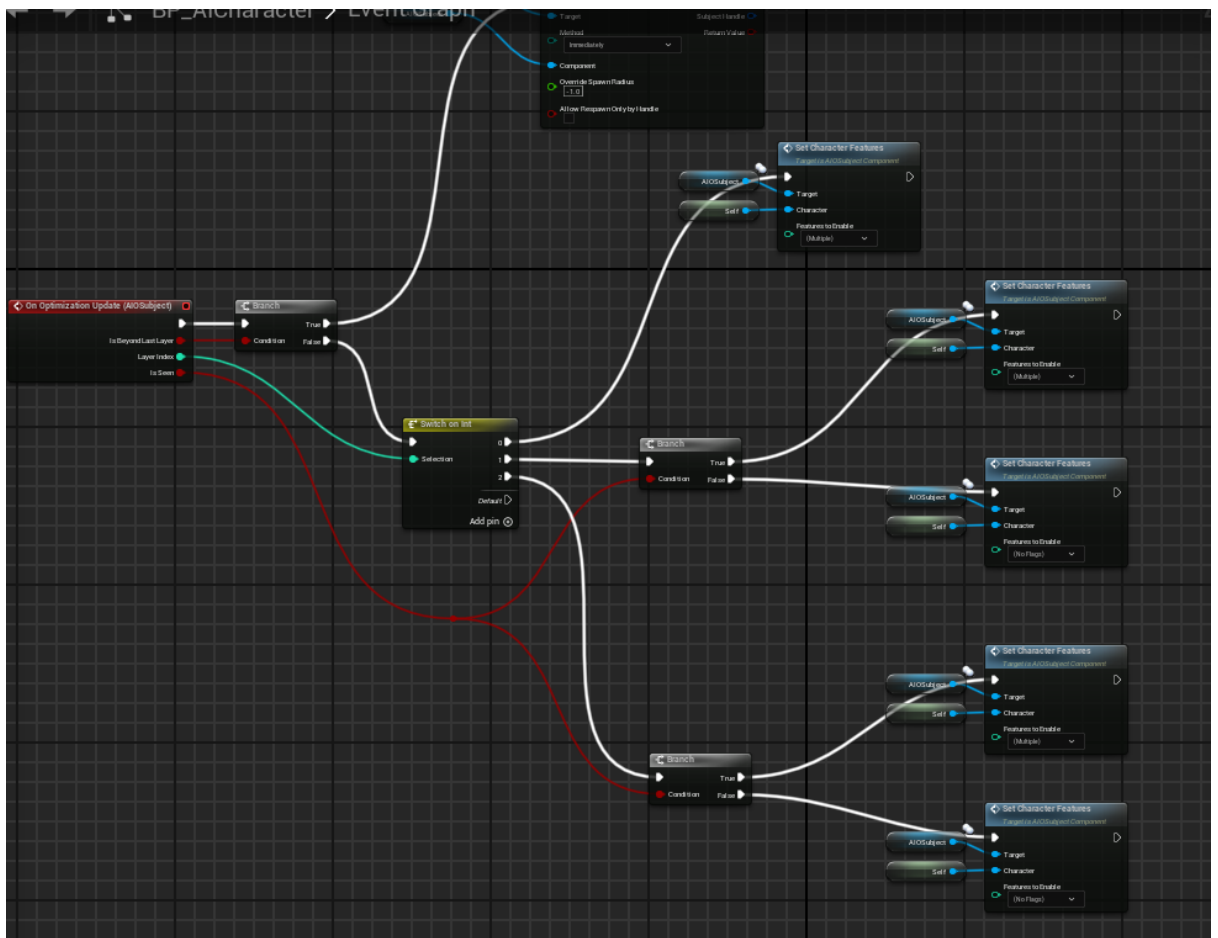 BP_AICharacter > Event Graph
Target
Subject Handle
Method
Return Value
Immediately
Component
Override Spawn Radius
-1.0
Allow Respawn Only by Handle
Set Character Features
Target is AIOSubject Component
AIOSubject
Target
Self
Character
Features to Enable
(Multiple)
Set Character Features
Target is AIOSubject Component
AIOSubject
Target
Self
Character
Features to Enable
(Multiple)
On Optimization Update (AIOSubject)
Is Beyond Last Layer
Layer Index
Is Seen
Branch
True
Condition
False
Switch on Int
0
Selection
1
2
Default
Add pin
Branch
True
Condition
False
Set Character Features
Target is AIOSubject Component
AIOSubject
Target
Self
Character
Features to Enable
(No Flags)
Set Character Features
Target is AIOSubject Component
AIOSubject
Target
Self
Character
Features to Enable
(Multiple)
Branch
True
Condition
False
Set Character Features
Target is AIOSubject Component
AIOSubject
Target
Self
Character
Features to Enable
(No Flags)